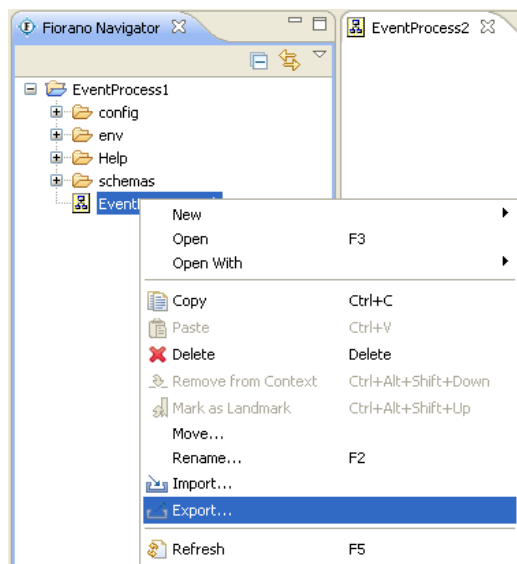 Fiorano Navigator
EventProcess2
EventProcess1
config
env
Help
schemas
New
Open F3
Open With
Copy Ctrl+C
Paste Ctrl+V
Delete Delete
Remove from Context Ctrl+Alt+Shift+Down
Mark as Landmark Ctrl+Alt+Shift+Up
Move...
Rename... F2
Import...
Export...
Refresh F5